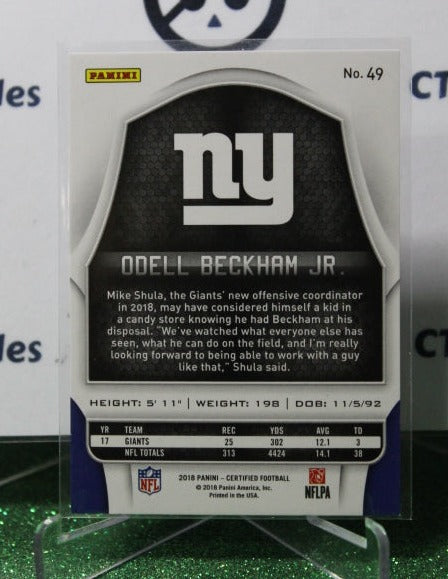 PANINI
No. 49
CT
les
ny
ODELL BECKHAM JR.
Mike Shula, the Giants' new offensive coordinator
in 2018, may have considered himself a kid in
a candy store knowing he had Beckham at his
disposal. "We've watched what everyone else has
seen, what he can do on the field, and I'm really
looking forward to being able to work with a guy
like that," Shula said.
HEIGHT: 5' 11" | WEIGHT: 198 | DOB: 11/5/92
YR TEAM REC YDS AVG TD
17 GIANTS 25 302 12.1 3
NFL TOTALS 313 4424 14.1 38
NFL
2018 PANINI - CERTIFIED FOOTBALL
© 2018 Panini America, Inc.
Printed in the USA.
NFLPA
ables
CT